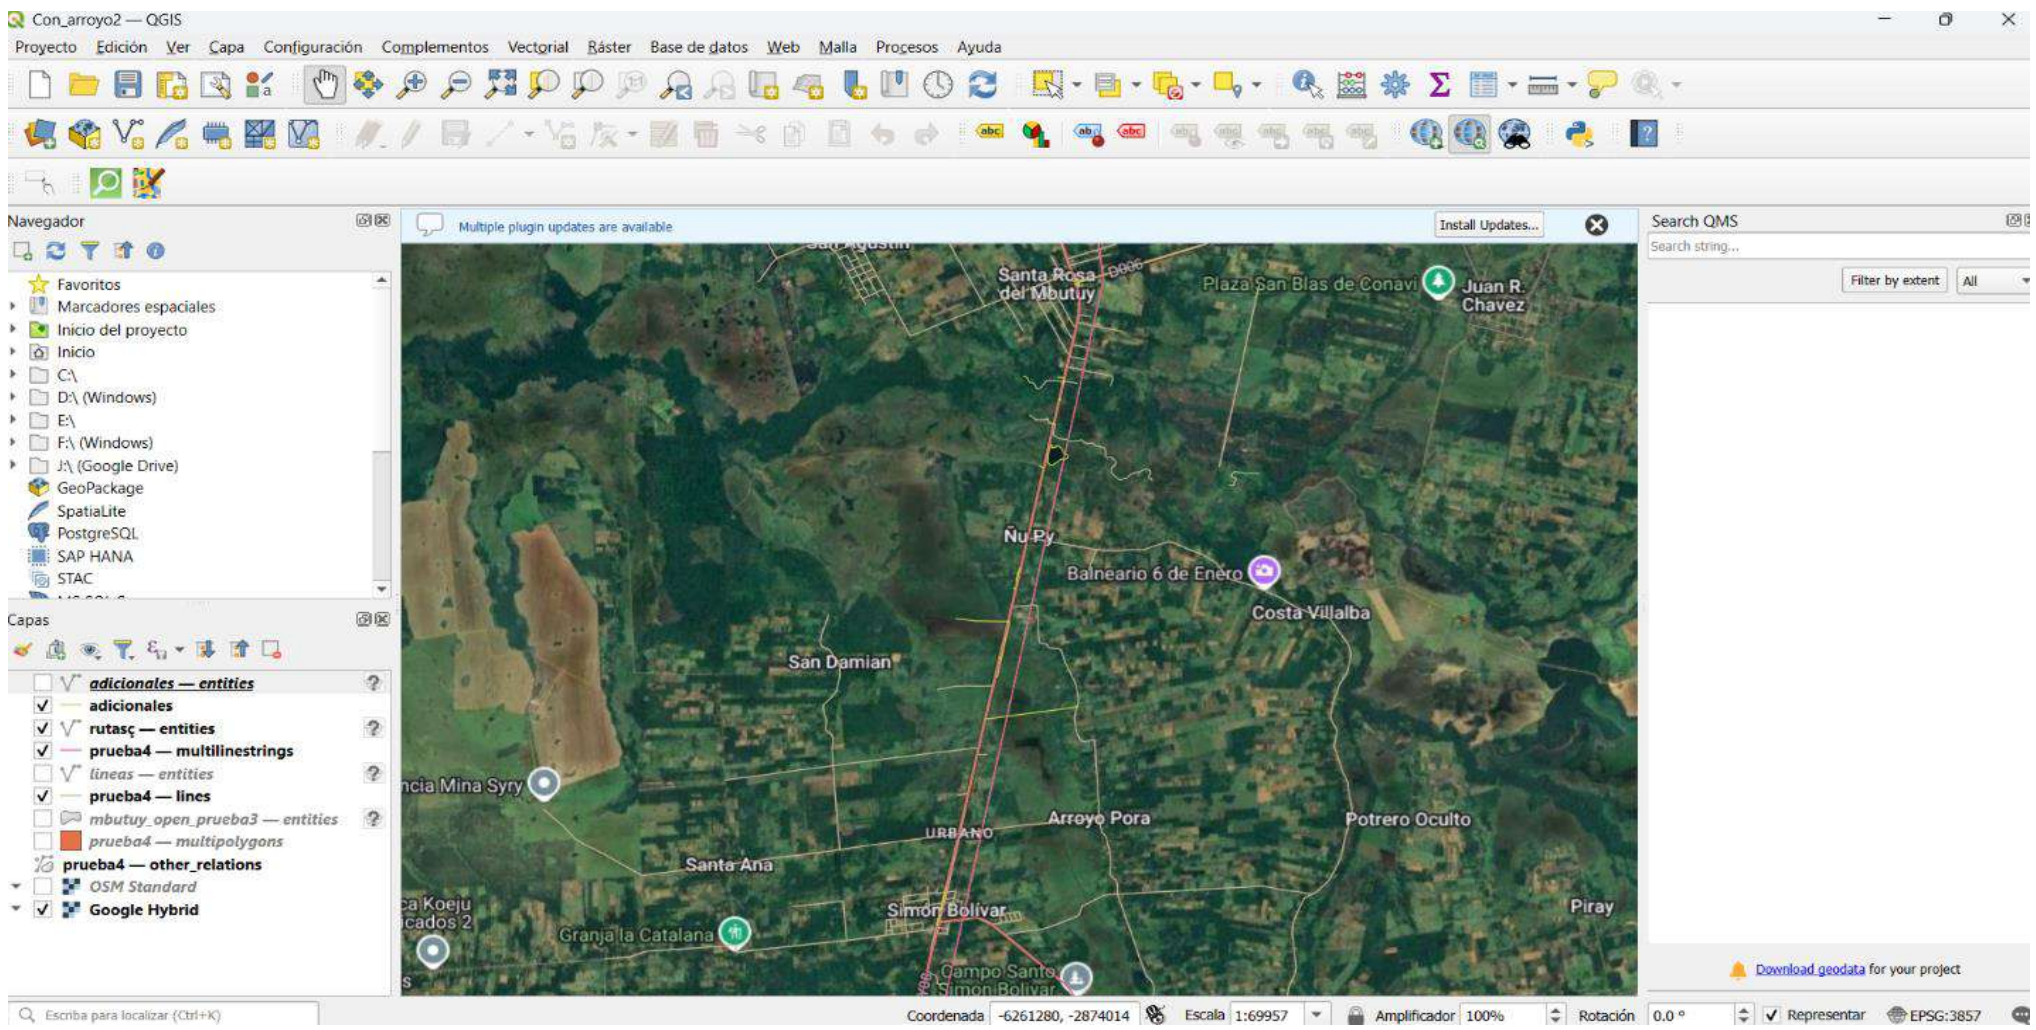 Con_arroyo2 — QGIS
Proyecto Edición Ver Capa Configuración Complementos Vectorial Ráster Base de datos Web Malla Procesos Ayuda
Navegador
Multiple plugin updates are available
Install Updates...
Search QMS
Search string...
Filter by extent
All
Favoritos
Marcadores espaciales
Inicio del proyecto
Inicio
C:\
D:\ (Windows)
E:\
F:\ (Windows)
J:\ (Google Drive)
GeoPackage
SpatiaLite
PostgreSQL
SAP HANA
STAC
Capas
adicionales — entities
adicionales
rutasç — entities
prueba4 — multilinestrings
lineas — entities
prueba4 — lines
mbutuy_open_prueba3 — entities
prueba4 — multipolygons
prueba4 — other_relations
OSM Standard
Google Hybrid
San Agustin
Santa Rosa
del Mbutuy
D006
Plaza San Blas de Conavi
Juan R.
Chavez
Ñu Py
Balneario 6 de Enero
Costa Villalba
San Damian
ncia Mina Syry
URBANO
Arroyo Pora
Potrero Oculto
Santa Ana
ca Koeju
icados 2
Simón Bolívar
Piray
Granja la Catalana
Campo Santo
Simon Bolivar
s
Download geodata for your project
Escriba para localizar (Ctrl+K)
Coordenada -6261280, -2874014 Escala 1:69957 Amplificador 100% Rotación 0.0 ° Representar EPSG:3857